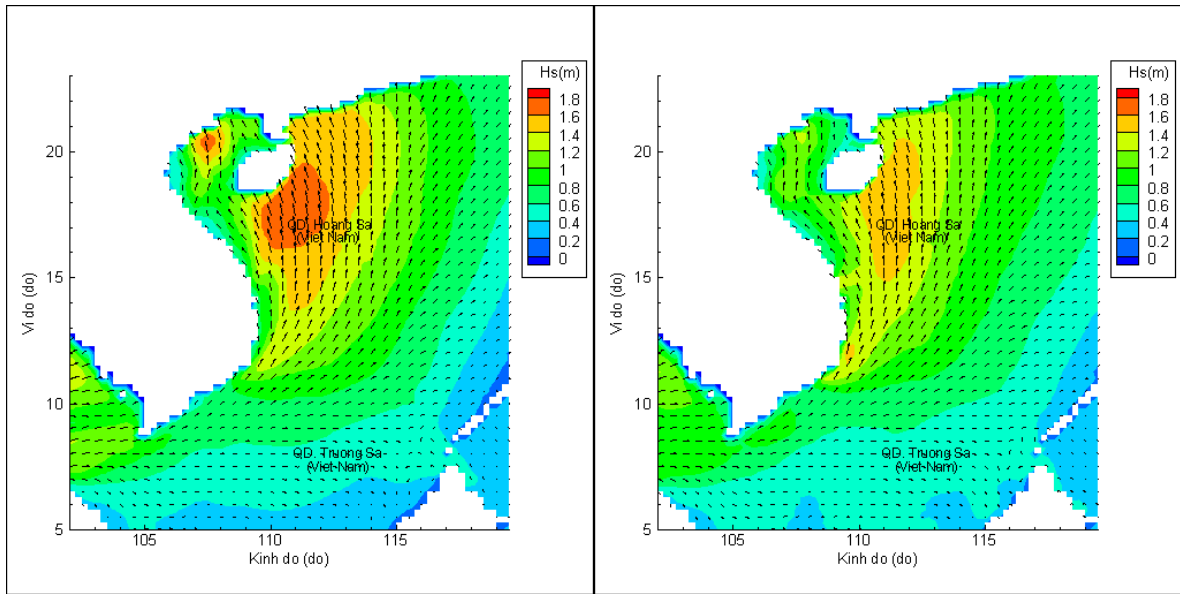 Hs(m)
1.8
1.6
1.4
1.2
1
0.8
0.6
0.4
0.2
0
20
15
10
5
Vi do (do)
QD. Hoang Sa
(Viet Nam)
QD. Truong Sa
(Viet-Nam)
105
110
115
Kinh do (do)
Hs(m)
1.8
1.6
1.4
1.2
1
0.8
0.6
0.4
0.2
0
20
15
10
5
Vi do (do)
QD. Hoang Sa
(Viet Nam)
QD. Truong Sa
(Viet-Nam)
105
110
115
Kinh do (do)